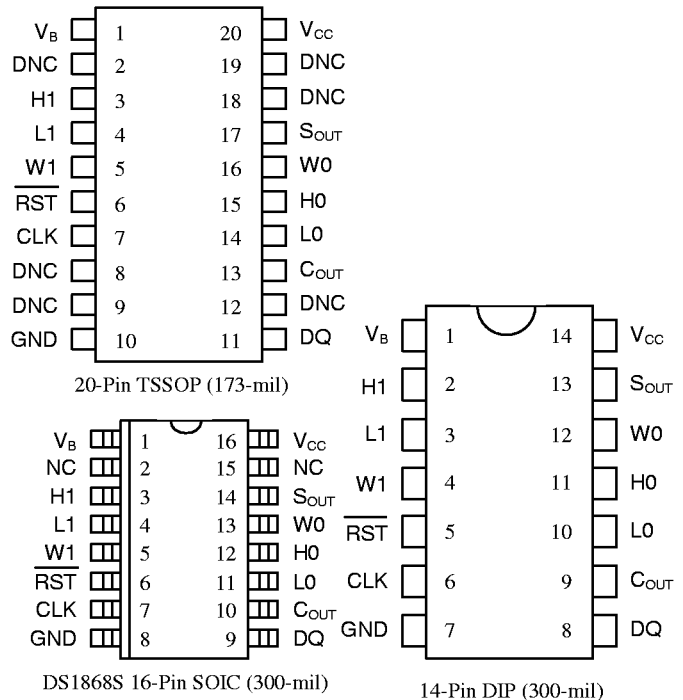 VB 1 20 VCC
DNC 2 19 DNC
H1 3 18 DNC
L1 4 17 SOUT
W1 5 16 W0
RST 6 15 H0
CLK 7 14 L0
DNC 8 13 COUT
DNC 9 12 DNC
GND 10 11 DQ
20-Pin TSSOP (173-mil)
VB 1 16 VCC
NC 2 15 NC
H1 3 14 SOUT
L1 4 13 W0
W1 5 12 H0
RST 6 11 L0
CLK 7 10 COUT
GND 8 9 DQ
DS1868S 16-Pin SOIC (300-mil)
VB 1 14 VCC
H1 2 13 SOUT
L1 3 12 W0
W1 4 11 H0
RST 5 10 L0
CLK 6 9 COUT
GND 7 8 DQ
14-Pin DIP (300-mil)